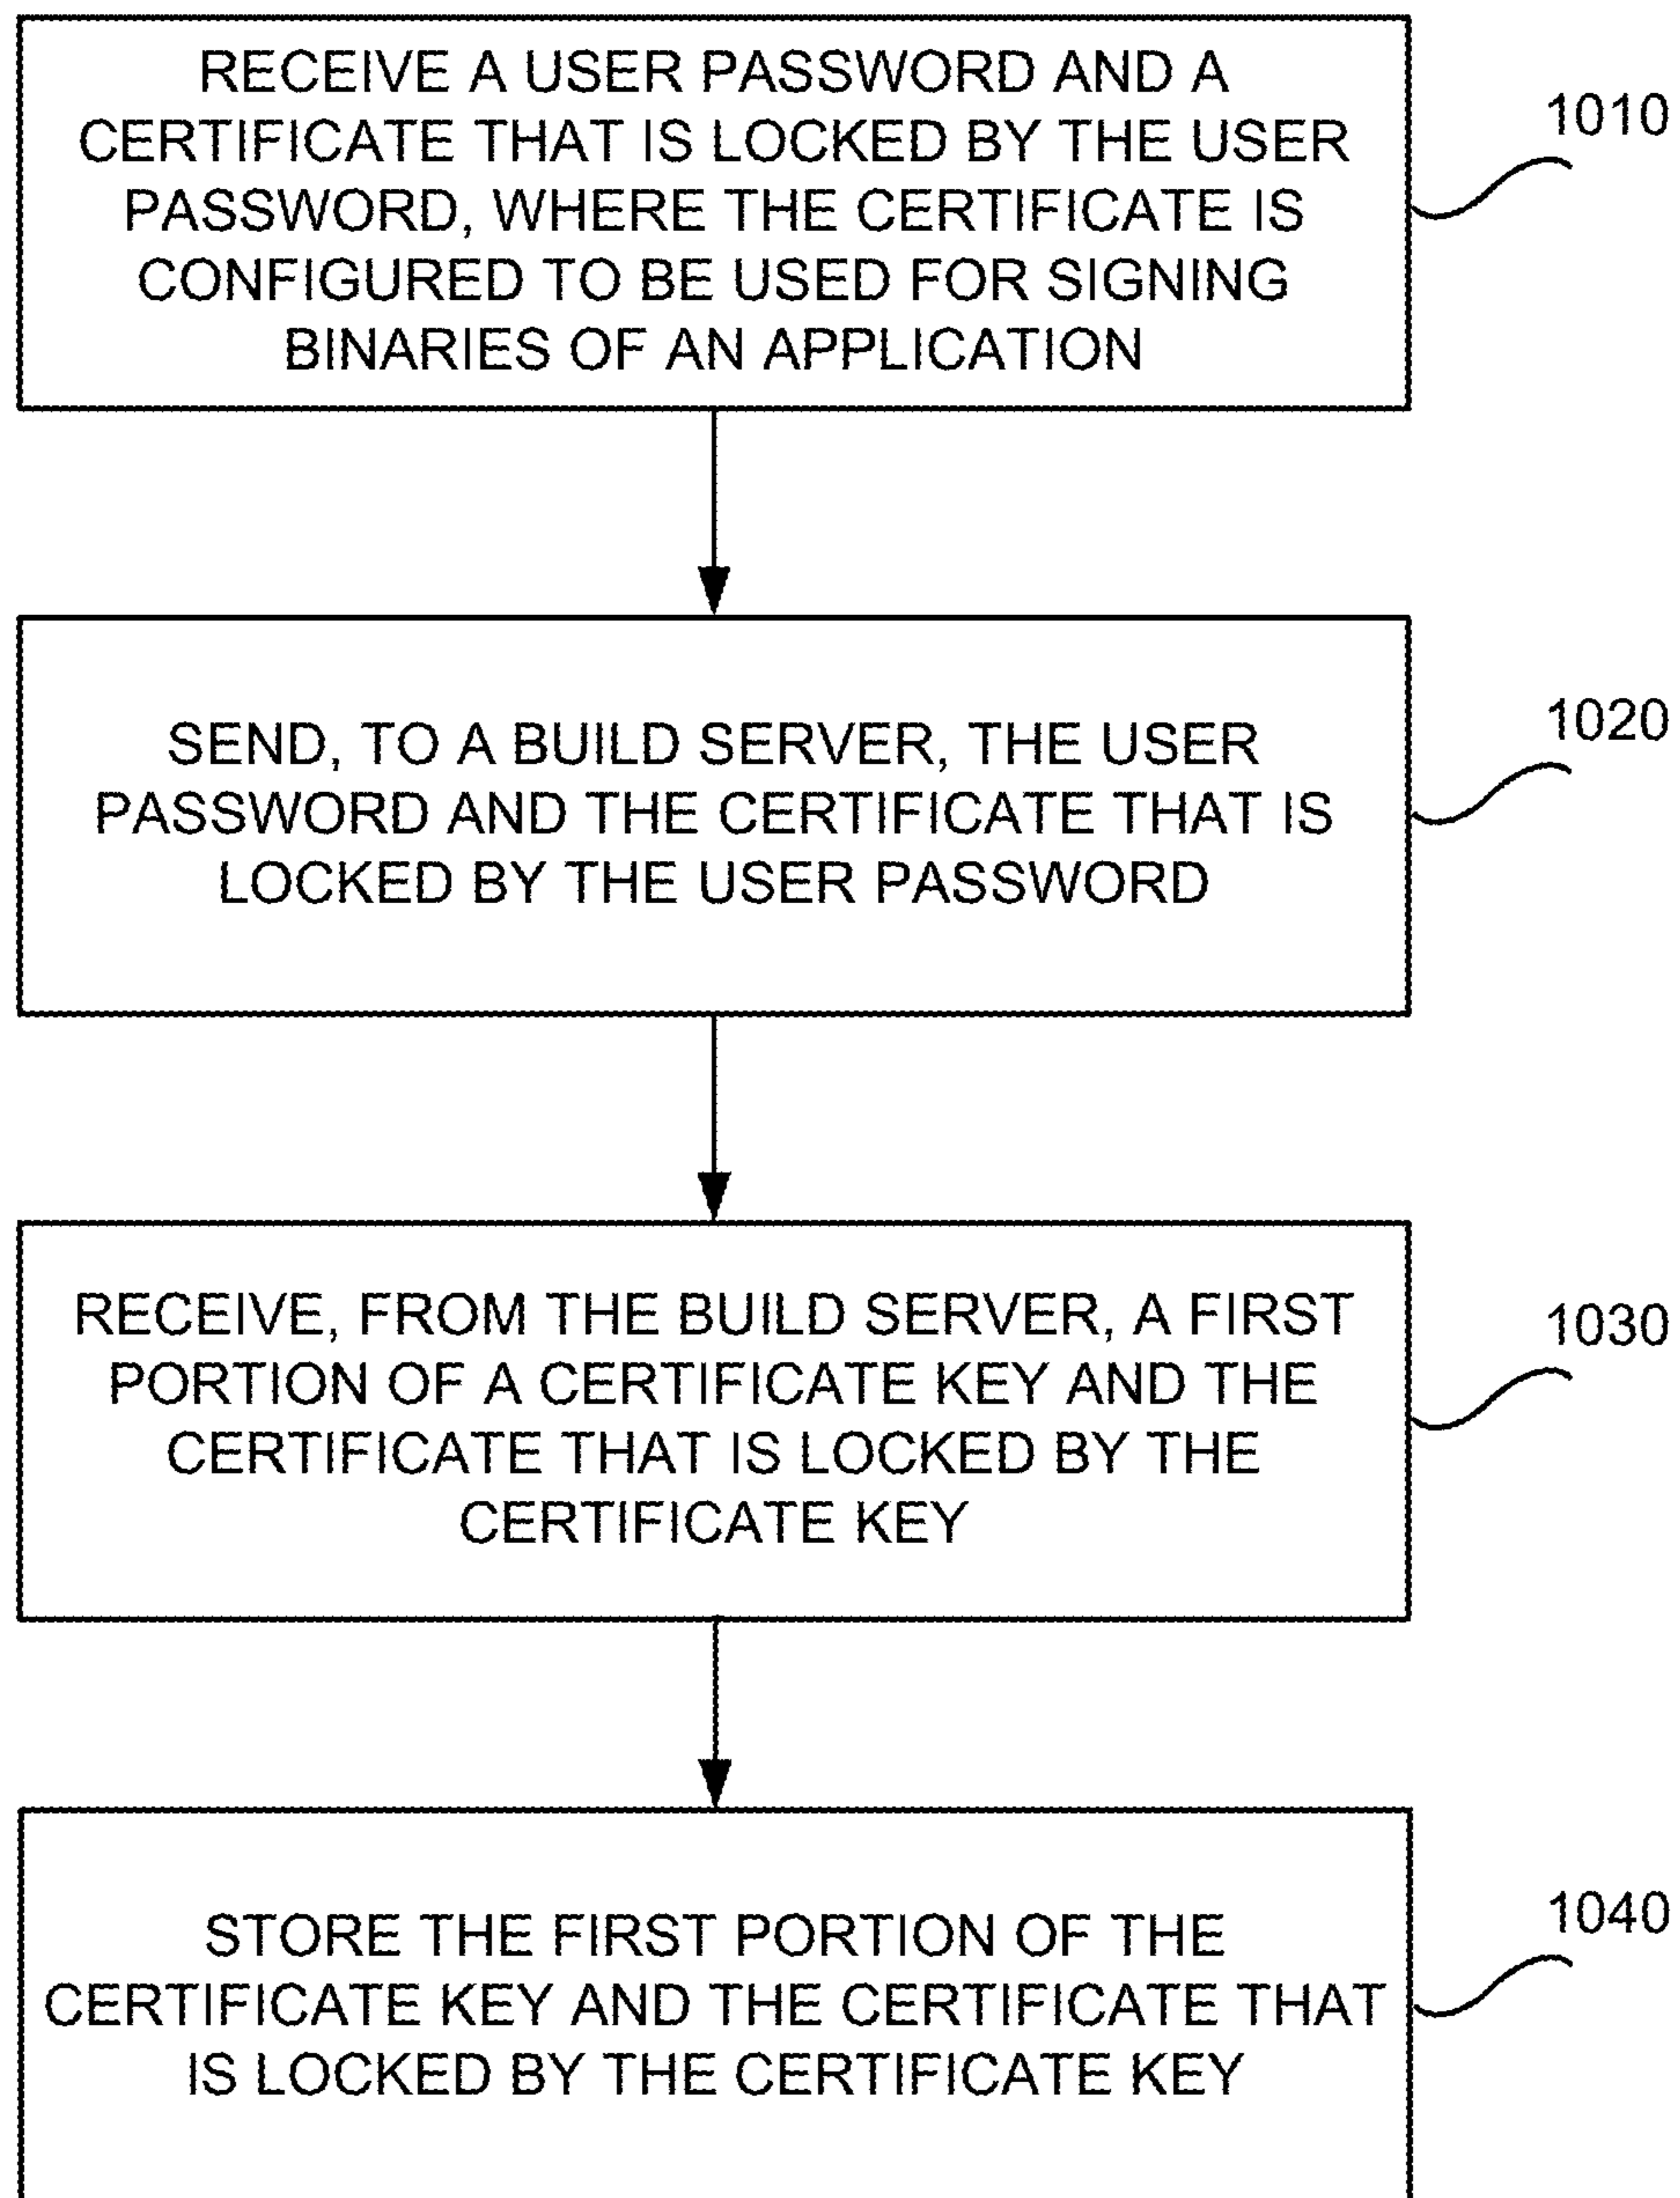 RECEIVE A USER PASSWORD AND A
CERTIFICATE THAT IS LOCKED BY THE USER
PASSWORD, WHERE THE CERTIFICATE IS
CONFIGURED TO BE USED FOR SIGNING
BINARIES OF AN APPLICATION
1010
SEND, TO A BUILD SERVER, THE USER
PASSWORD AND THE CERTIFICATE THAT IS
LOCKED BY THE USER PASSWORD
1020
RECEIVE, FROM THE BUILD SERVER, A FIRST
PORTION OF A CERTIFICATE KEY AND THE
CERTIFICATE THAT IS LOCKED BY THE
CERTIFICATE KEY
1030
STORE THE FIRST PORTION OF THE
CERTIFICATE KEY AND THE CERTIFICATE THAT
IS LOCKED BY THE CERTIFICATE KEY
1040